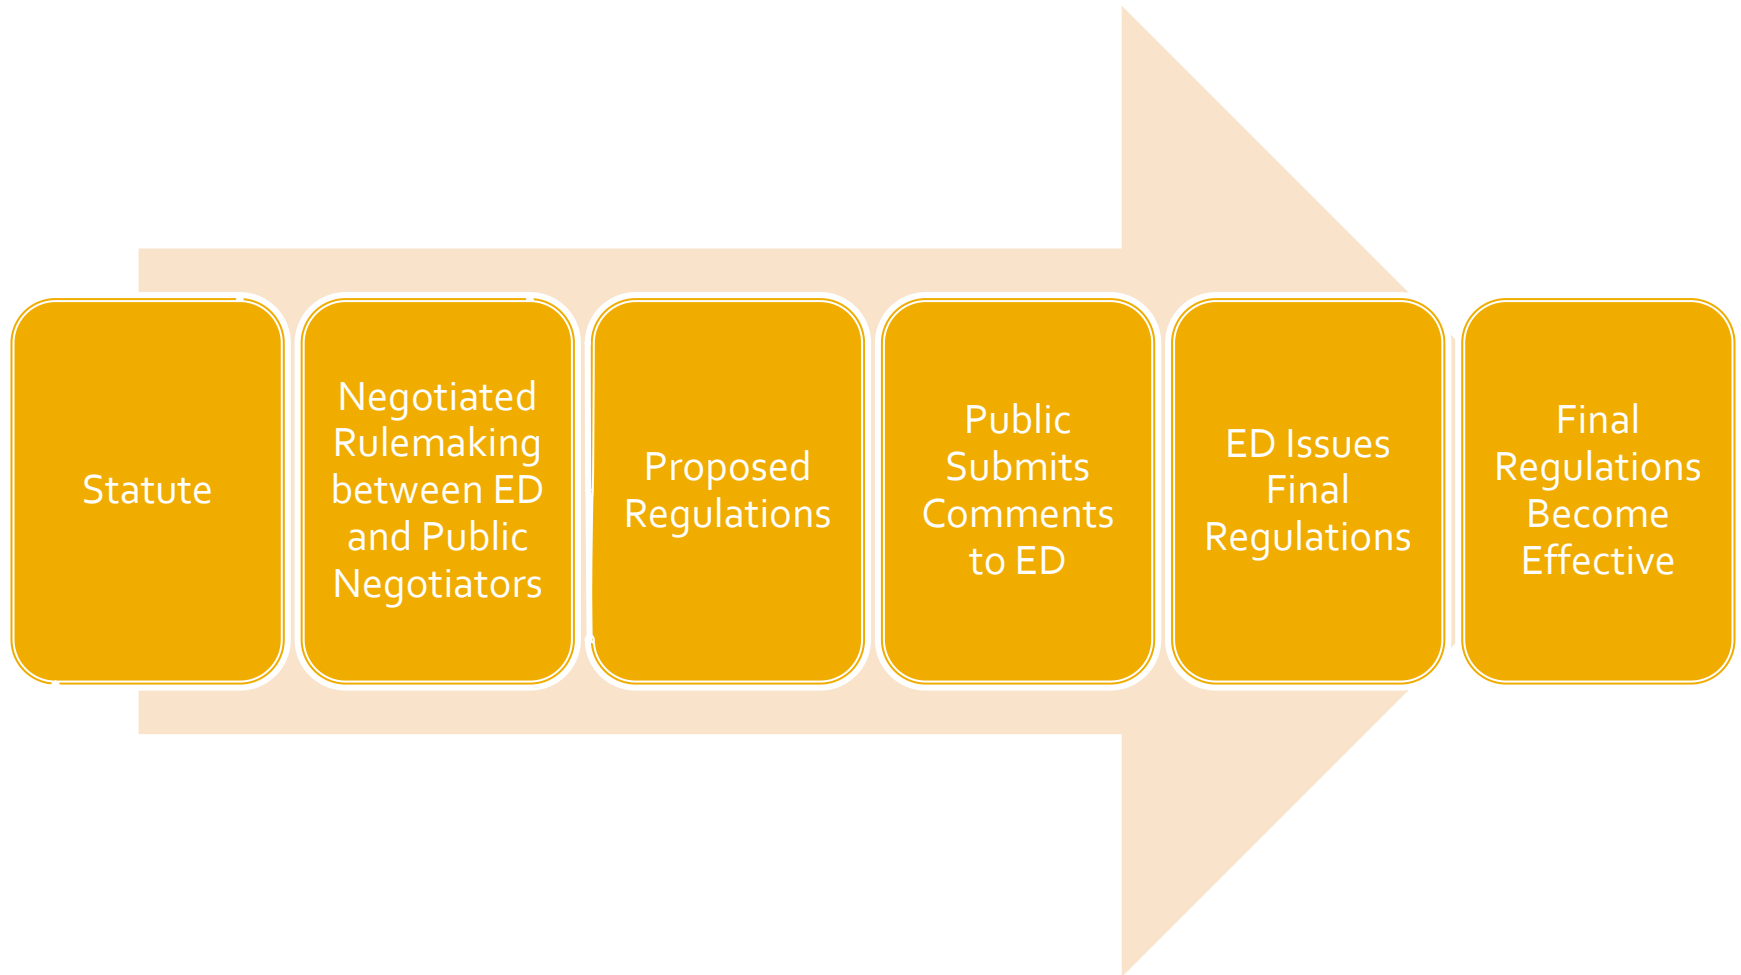 Statute
Negotiated
Rulemaking
between ED
and Public
Negotiators
Proposed
Regulations
Public
Submits
Comments
to ED
ED Issues
Final
Regulations
Final
Regulations
Become
Effective